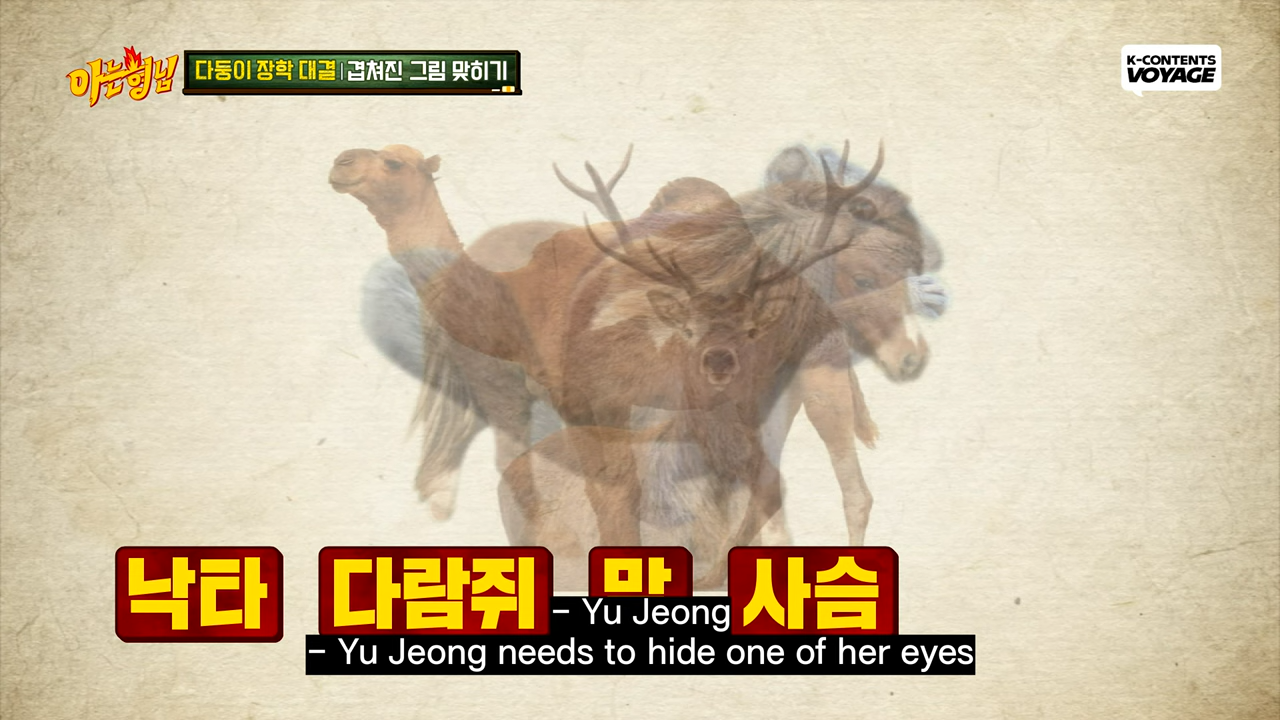 아는형님
다둥이 장학 대결 | 겹쳐진 그림 맞히기
K-CONTENTS
VOYAGE
낙타 다람쥐 사슴
– Yu Jeong
– Yu Jeong needs to hide one of her eyes